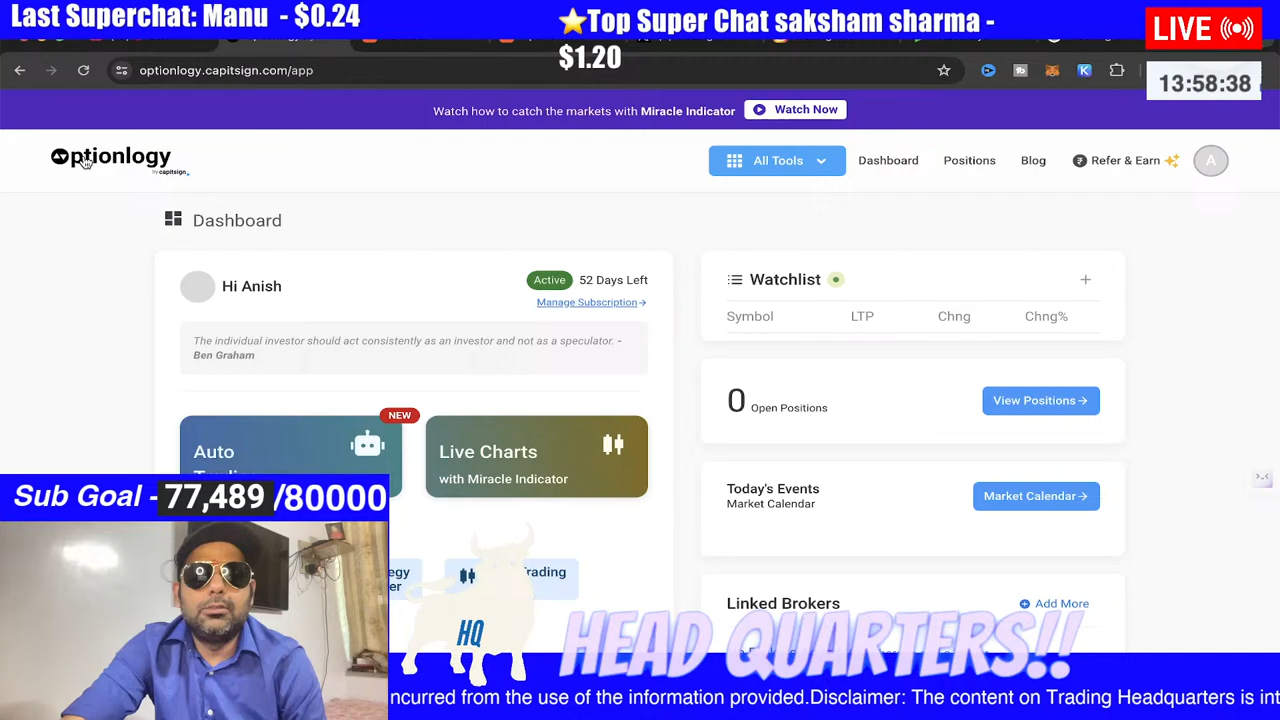 Last Superchat: Manu - $0.24
⭐Top Super Chat saksham sharma -
$1.20
LIVE
optionlogy.capitsign.com/app
13:58:38
Watch how to catch the markets with Miracle Indicator
Watch Now
optionlogy
by capitsign.
All Tools
Dashboard
Positions
Blog
Refer & Earn
A
Dashboard
Hi Anish
Active
52 Days Left
Manage Subscription→
The individual investor should act consistently as an investor and not as a speculator. -
Ben Graham
NEW
Auto
Live Charts
with Miracle Indicator
Watchlist
+
Symbol
LTP
Chng
Chng%
0 Open Positions
View Positions→
Today's Events
Market Calendar
Market Calendar→
Linked Brokers
Add More
Sub Goal - 77,489 /80000
HQ
HEAD QUARTERS!!
incurred from the use of the information provided.Disclaimer: The content on Trading Headquarters is int